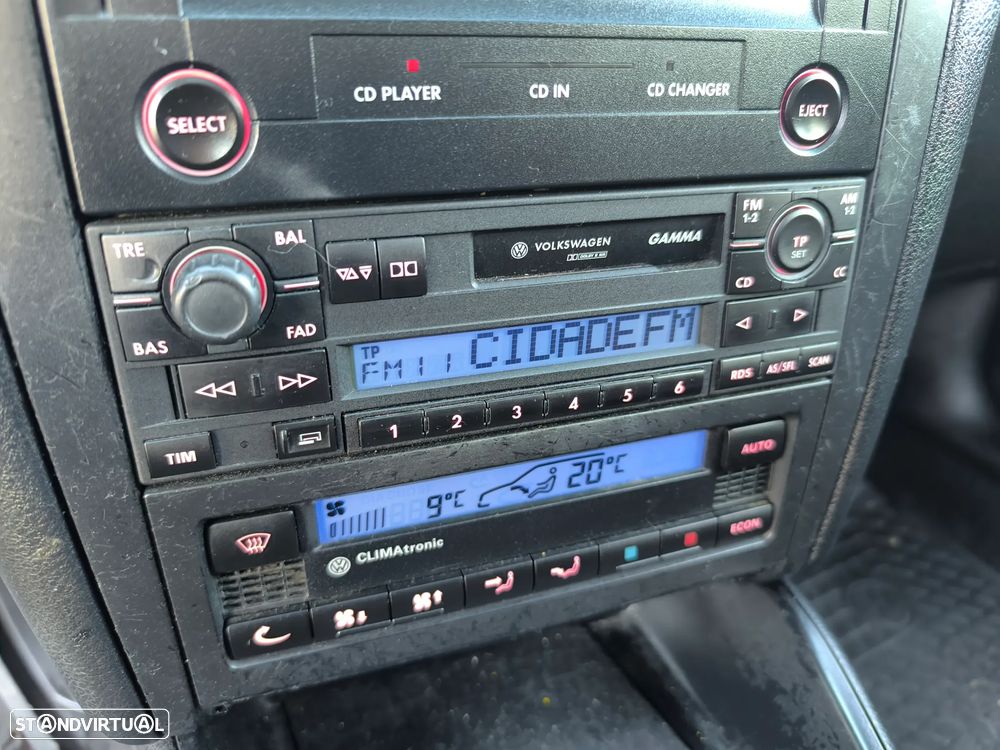 CD PLAYER CD IN CD CHANGER
SELECT EJECT
TRE BAL
VOLKSWAGEN GAMMA
FM 1-2 AM 1-2
TP SET
CD CC
BAS FAD
TP
FM11 CIDADEFM
RDS AS/SFL SCAN
1 2 3 4 5 6
TIM
AUTO
9°C 20°C
CLIMAtronic
ECON
STANDVIRTUAL